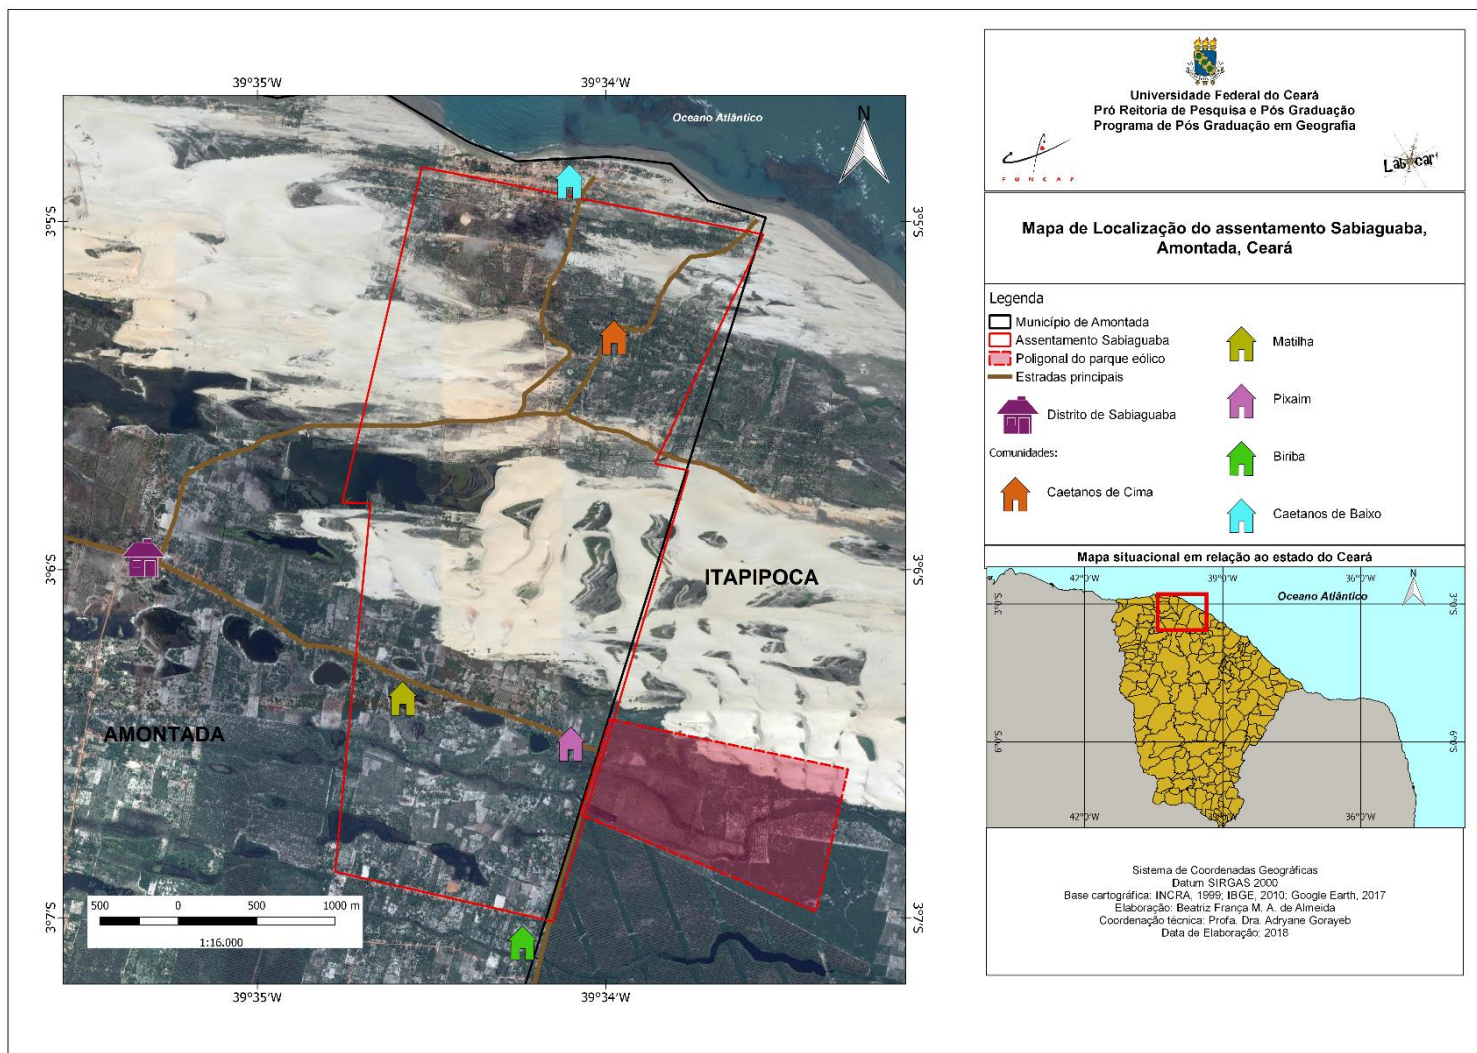 39°35'W
39°34'W
Oceano Atlântico
N
3°5'S
3°5'S
ITAPIPOCA
3°6'S
3°6'S
AMONTADA
3°7'S
3°7'S
500 0 500 1000 m
1:16.000
39°35'W
39°34'W
Universidade Federal do Ceará
Pró Reitoria de Pesquisa e Pós Graduação
Programa de Pós Graduação em Geografia
FUNCAP
Labocart
Mapa de Localização do assentamento Sabiaguaba,
Amontada, Ceará
Legenda
Município de Amontada
Assentamento Sabiaguaba
Poligonal do parque eólico
Estradas principais
Distrito de Sabiaguaba
Comunidades:
Caetanos de Cima
Matilha
Pixaim
Biriba
Caetanos de Baixo
Mapa situacional em relação ao estado do Ceará
42°0'W
39°0'W
36°0'W
Oceano Atlântico
N
3°0'S
3°0'S
6°0'S
6°0'S
42°0'W
39°0'W
36°0'W
Sistema de Coordenadas Geográficas
Datum SIRGAS 2000
Base cartográfica: INCRA, 1999; IBGE, 2010; Google Earth, 2017
Elaboração: Beatriz França M. A. de Almeida
Coordenação técnica: Profa. Dra. Adryane Gorayeb
Data de Elaboração: 2018